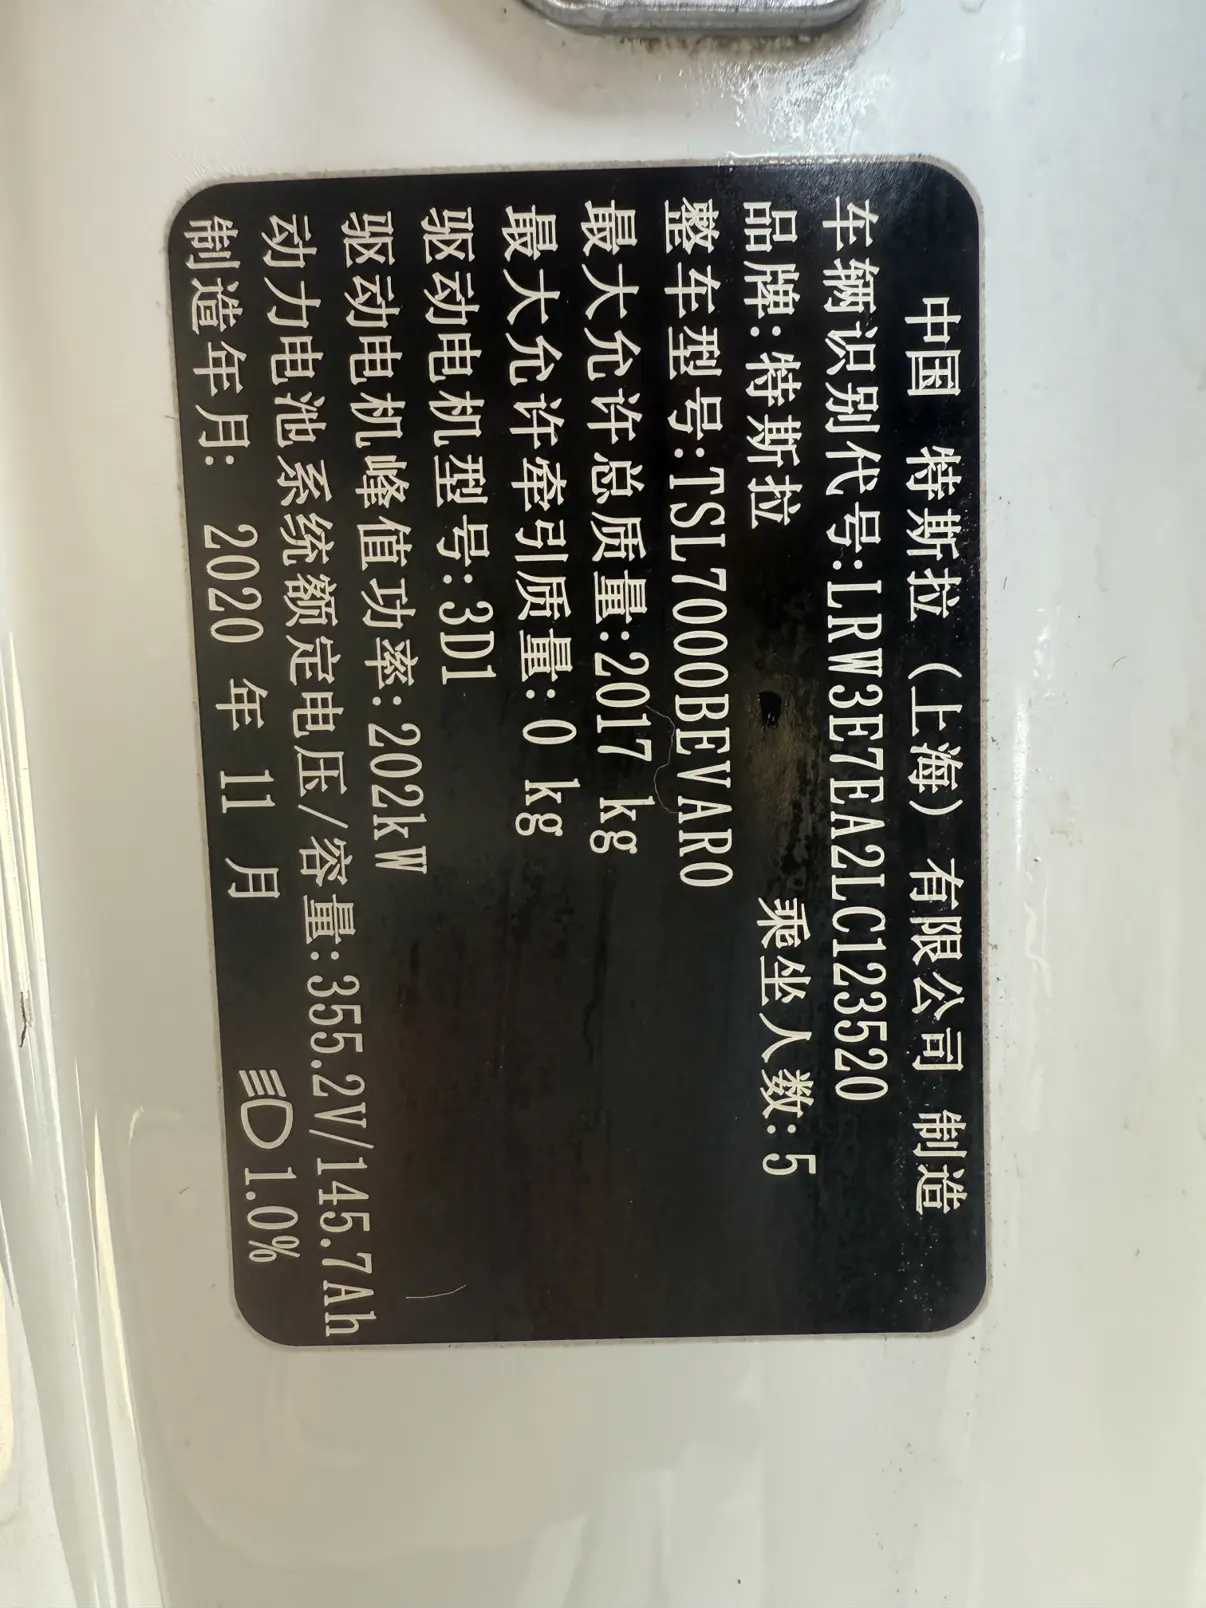 中国 特斯拉（上海）有限公司 制造
车辆识别代号:LRW3E7EA2LC123520
品牌:特斯拉 乘坐人数:5
整车型号:TSL7000BEVAR0
最大允许总质量:2017 kg
最大允许牵引质量:0 kg
驱动电机型号:3D1
驱动电机峰值功率:202kW
动力电池系统额定电压/容量:355.2V/145.7Ah
制造年月: 2020 年 11 月 1.0%